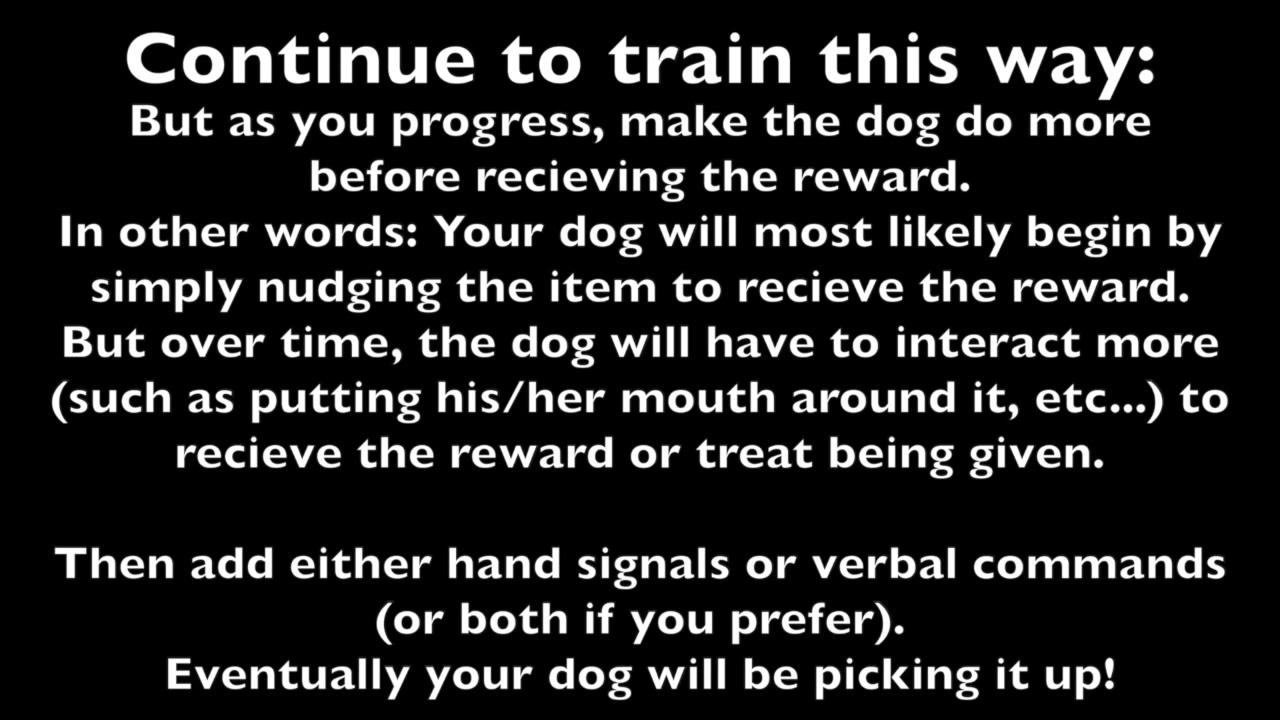 Continue to train this way:
But as you progress, make the dog do more
before recieving the reward.
In other words: Your dog will most likely begin by
simply nudging the item to recieve the reward.
But over time, the dog will have to interact more
(such as putting his/her mouth around it, etc...) to
recieve the reward or treat being given.
Then add either hand signals or verbal commands
(or both if you prefer).
Eventually your dog will be picking it up!